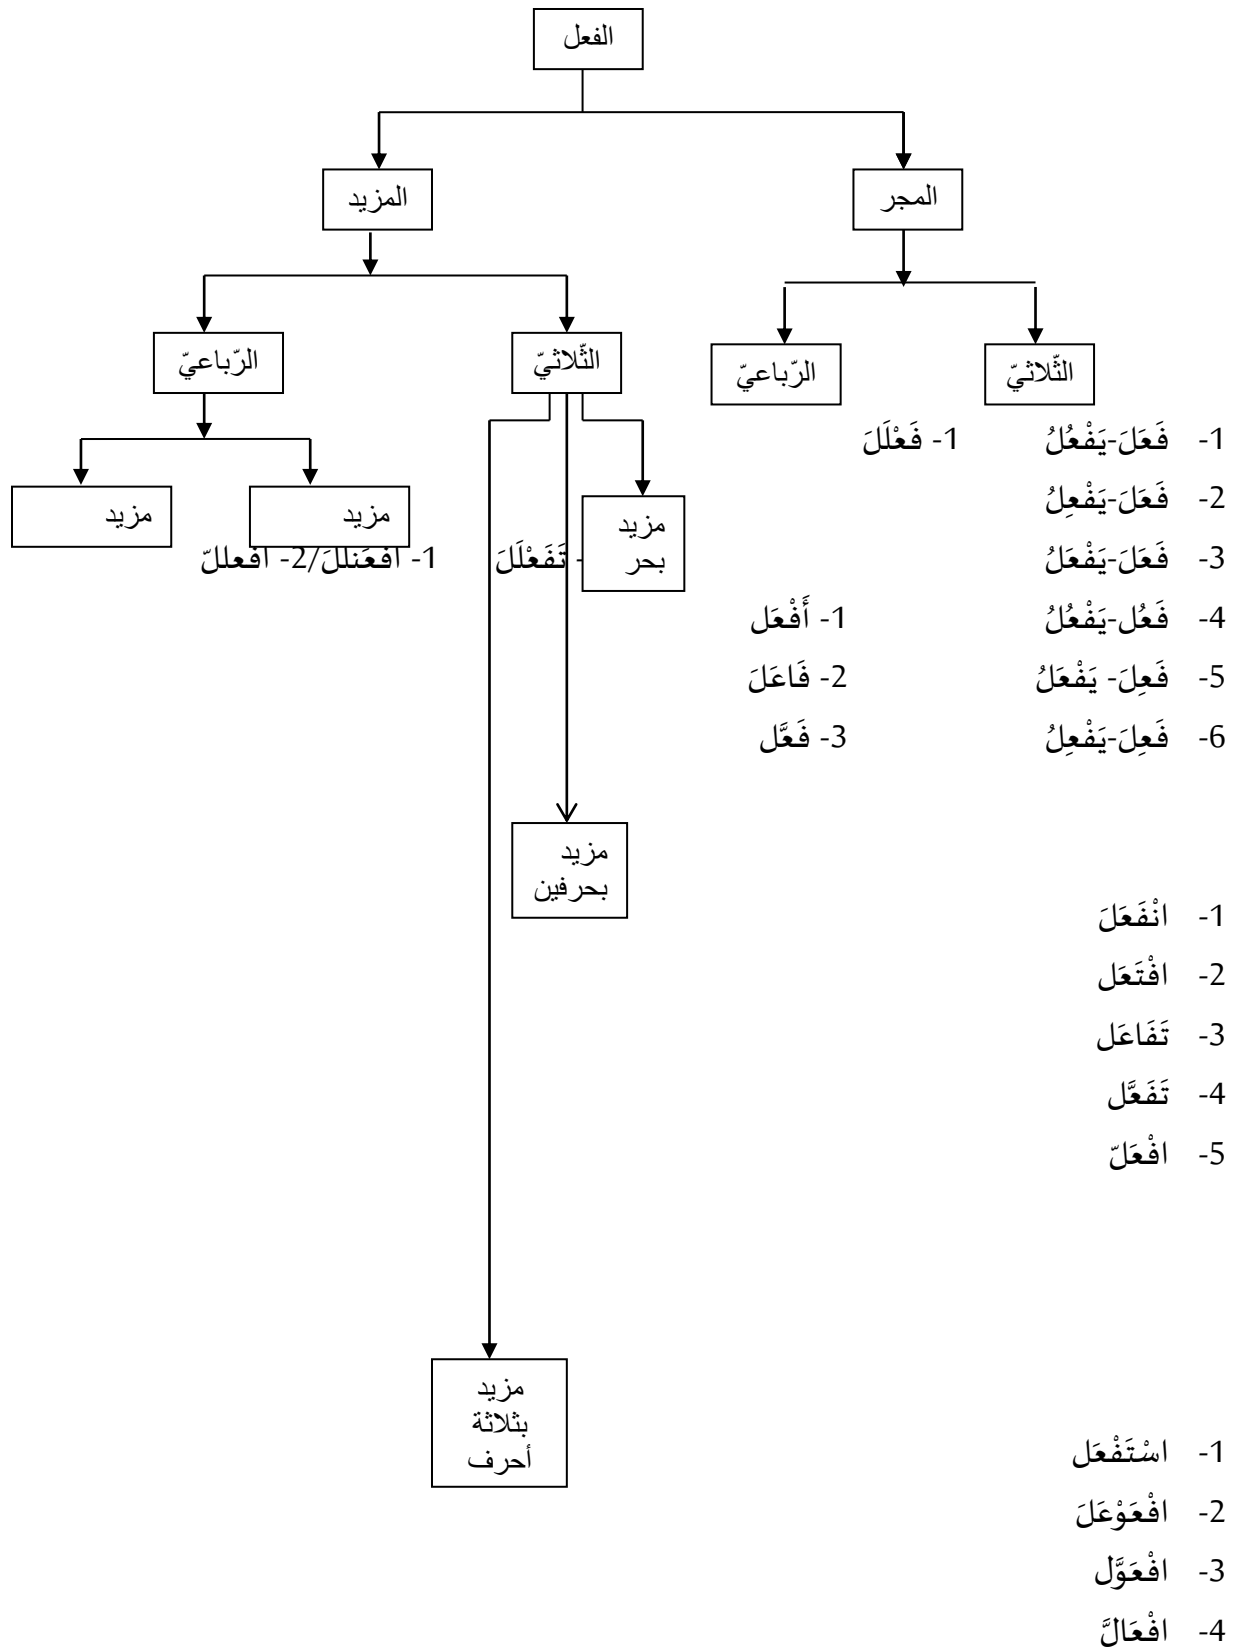 الفعل
المجر
المزيد
الثّلاثيّ
الرّباعيّ
الثّلاثيّ
الرّباعيّ
1- فَعَلَ-يَفْعُلُ
1- فَعْلَلَ
2- فَعَلَ-يَفْعِلُ
مزيد
بحر
مزيد
مزيد
3- فَعَلَ-يَفْعَلُ
- تَفَعْلَلَ
1- افعَنللَ/2- افعللّ
4- فَعُل-يَفْعُلُ
1- أَفْعَل
5- فَعِلَ- يَفْعَلُ
2- فَاعَلَ
6- فَعِلَ-يَفْعِلُ
3- فَعَّل
مزيد
بحرفين
1- انْفَعَلَ
2- افْتَعَل
3- تَفَاعَل
4- تَفَعَّل
5- افْعَلّ
مزيد
بثلاثة
أحرف
1- اسْتَفْعَل
2- افْعَوْعَلَ
3- افْعَوَّل
4- افْعَالَّ